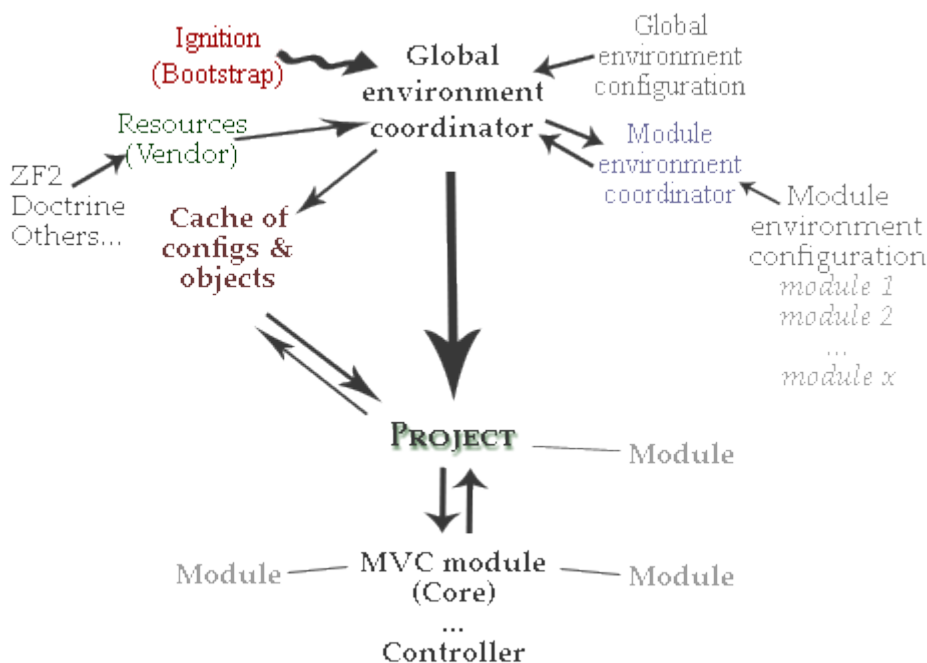 Ignition
(Bootstrap)
Global
environment
coordinator
Global
environment
configuration
Resources
(Vendor)
Module
environment
coordinator
ZF2
Doctrine
Others...
Cache of
configs &
objects
Module
environment
configuration
module 1
module 2
...
module x
PROJECT
Module
Module
MVC module
(Core)
Module
...
Controller